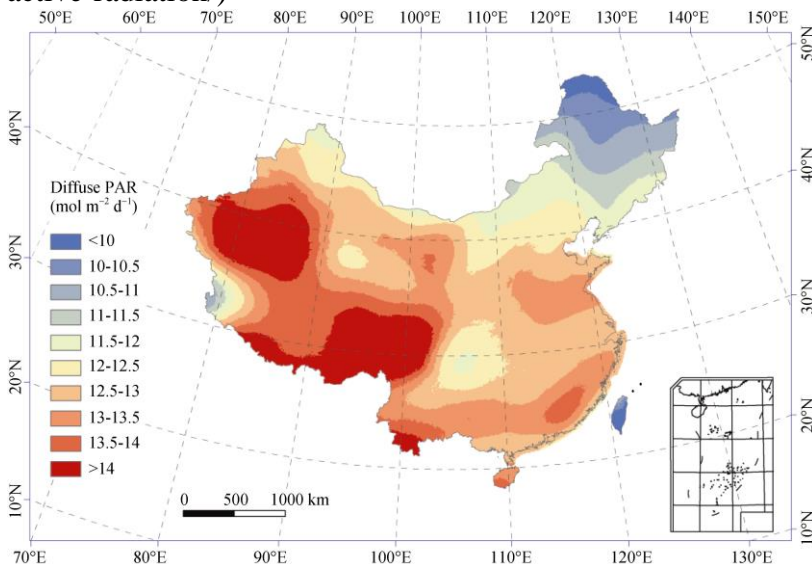 active radiation/)
50°E 60°E 70°E 80°E 90°E 100°E 110°E 120°E 130°E 140°E 150°E
50°N
40°N
40°N
30°N
30°N
20°N
20°N
10°N
10°N
Diffuse PAR
(mol m⁻² d⁻¹)
<10
10-10.5
10.5-11
11-11.5
11.5-12
12-12.5
12.5-13
13-13.5
13.5-14
>14
0 500 1000 km
70°E 80°E 90°E 100°E 110°E 120°E 130°E